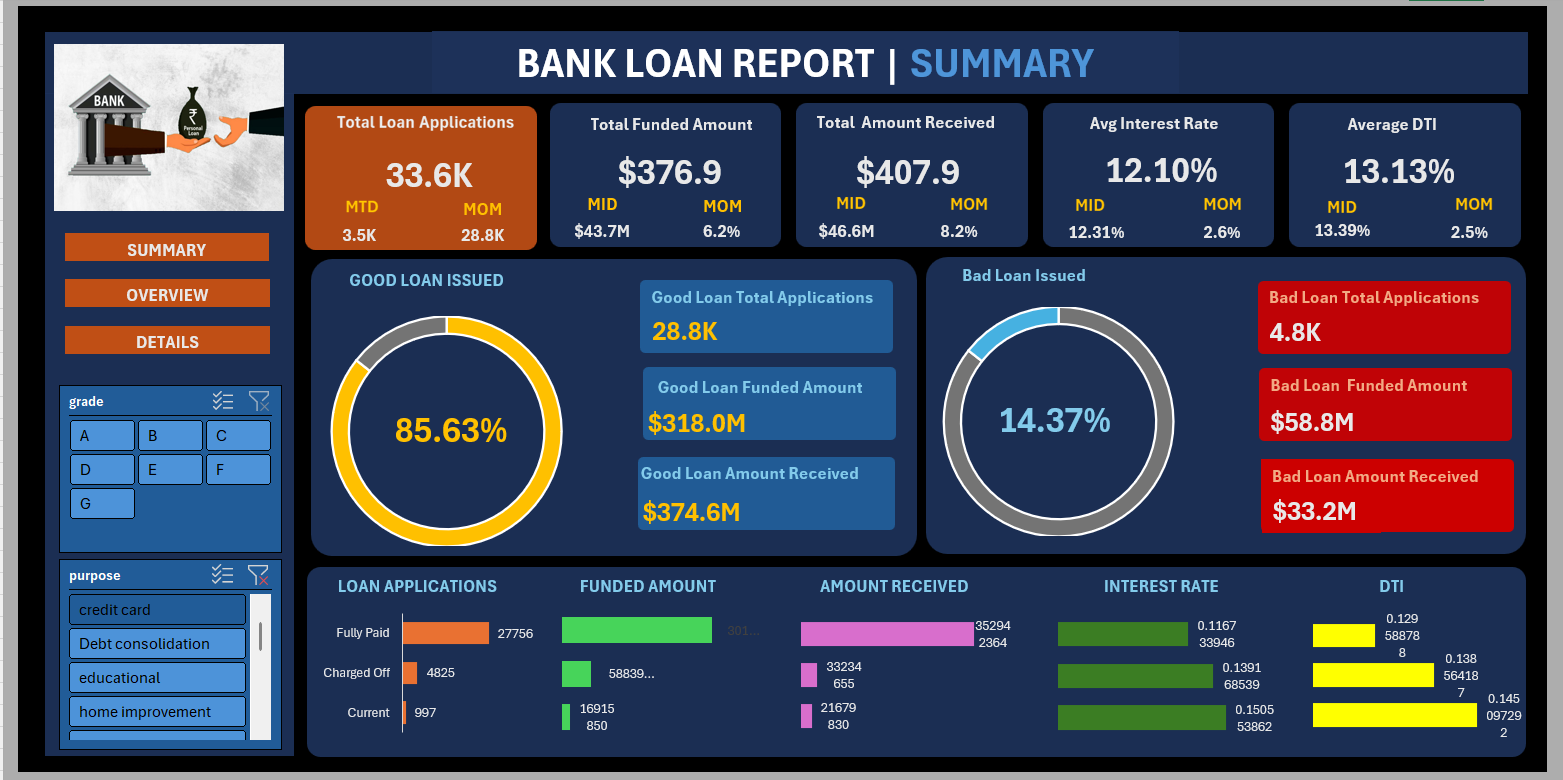 BANK LOAN REPORT | SUMMARY
BANK
₹
Personal
Loan
SUMMARY
OVERVIEW
DETAILS
grade
A B C
D E F
G
purpose
credit card
Debt consolidation
educational
home improvement
Total Loan Applications
33.6K
MTD MOM
3.5K 28.8K
Total Funded Amount
$376.9
MID MOM
$43.7M 6.2%
Total Amount Received
$407.9
MID MOM
$46.6M 8.2%
Avg Interest Rate
12.10%
MID MOM
12.31% 2.6%
Average DTI
13.13%
MID MOM
13.39% 2.5%
GOOD LOAN ISSUED
85.63%
Good Loan Total Applications
28.8K
Good Loan Funded Amount
$318.0M
Good Loan Amount Received
$374.6M
Bad Loan Issued
14.37%
Bad Loan Total Applications
4.8K
Bad Loan Funded Amount
$58.8M
Bad Loan Amount Received
$33.2M
LOAN APPLICATIONS
Fully Paid 27756
Charged Off 4825
Current 997
FUNDED AMOUNT
301...
58839...
16915
850
AMOUNT RECEIVED
35294
2364
33234
655
21679
830
INTEREST RATE
0.1167
33946
0.1391
68539
0.1505
53862
DTI
0.129
58878
8
0.138
56418
7
0.145
09729
2